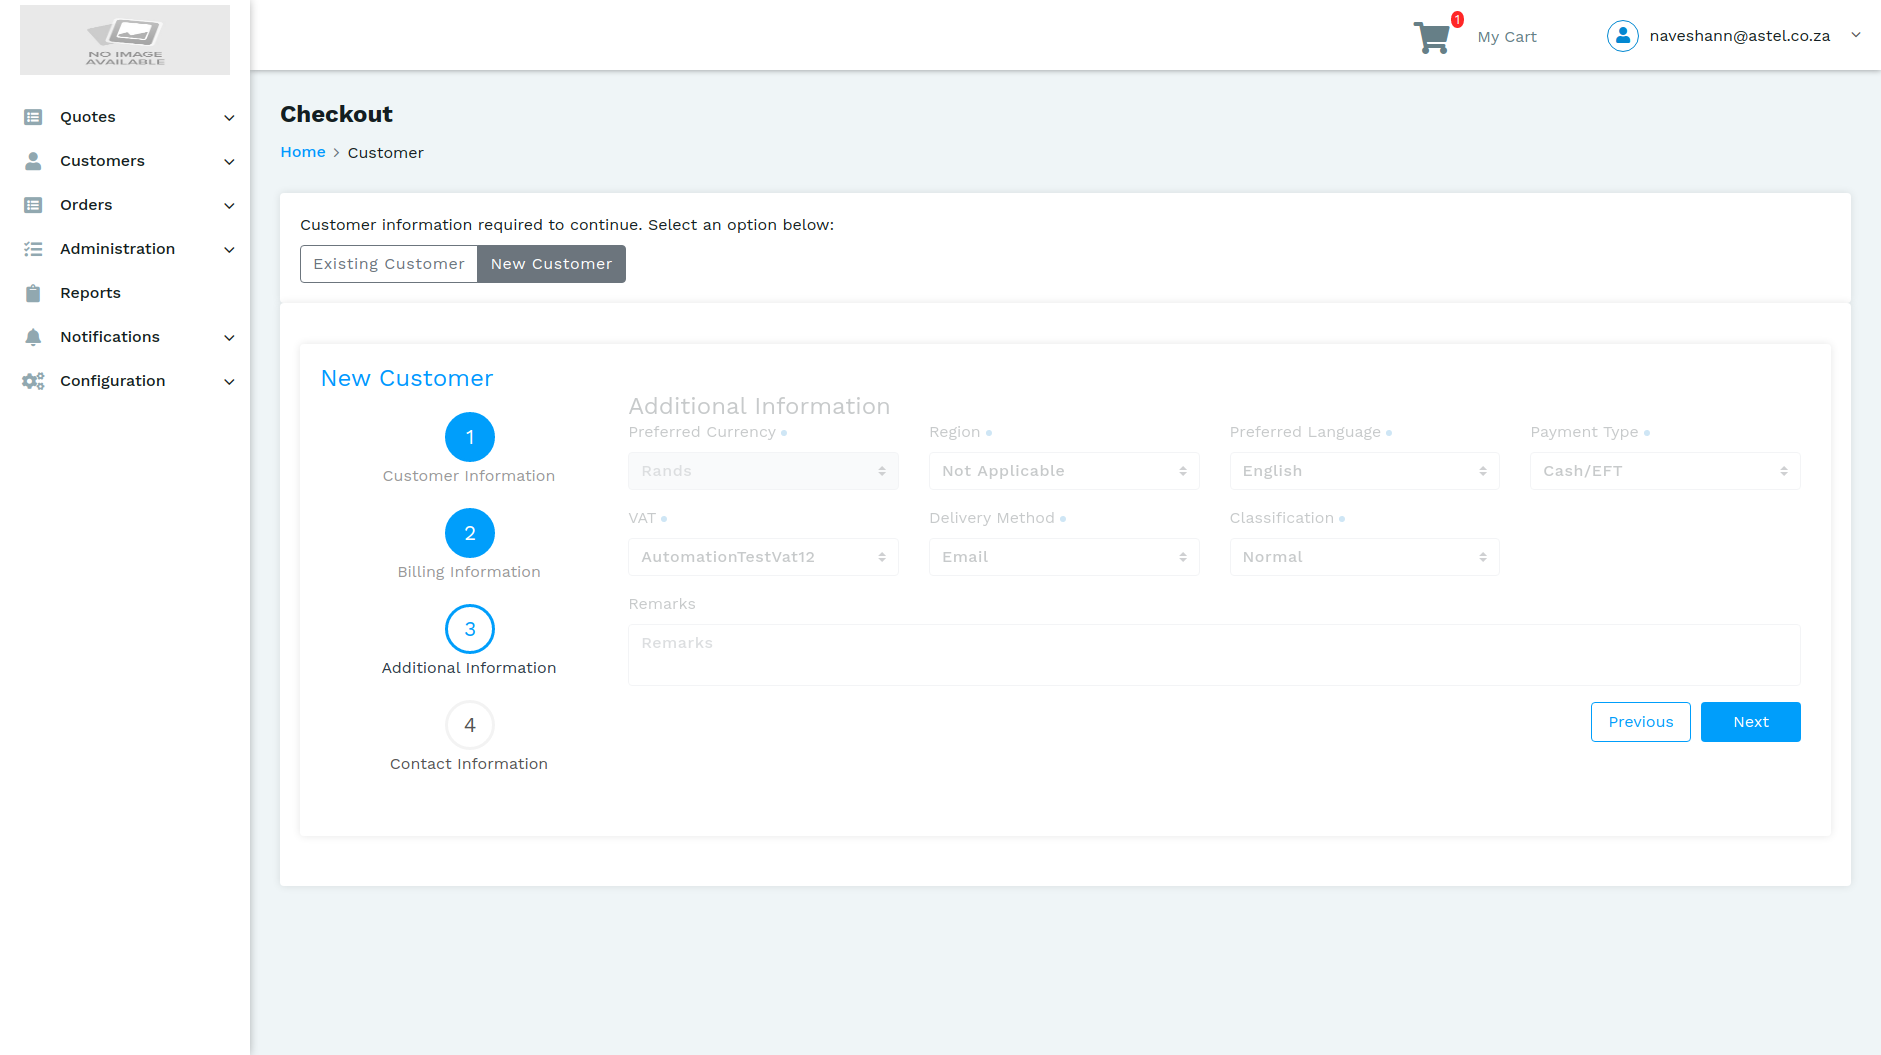 NO IMAGE
AVAILABLE
1
My Cart
naveshann@astel.co.za
Quotes
Customers
Orders
Administration
Reports
Notifications
Configuration
Checkout
Home
Customer
Customer information required to continue. Select an option below:
Existing Customer
New Customer
New Customer
1
Customer Information
2
Billing Information
3
Additional Information
4
Contact Information
Additional Information
Preferred Currency
Region
Preferred Language
Payment Type
Rands
Not Applicable
English
Cash/EFT
VAT
Delivery Method
Classification
AutomationTestVat12
Email
Normal
Remarks
Remarks
Previous
Next